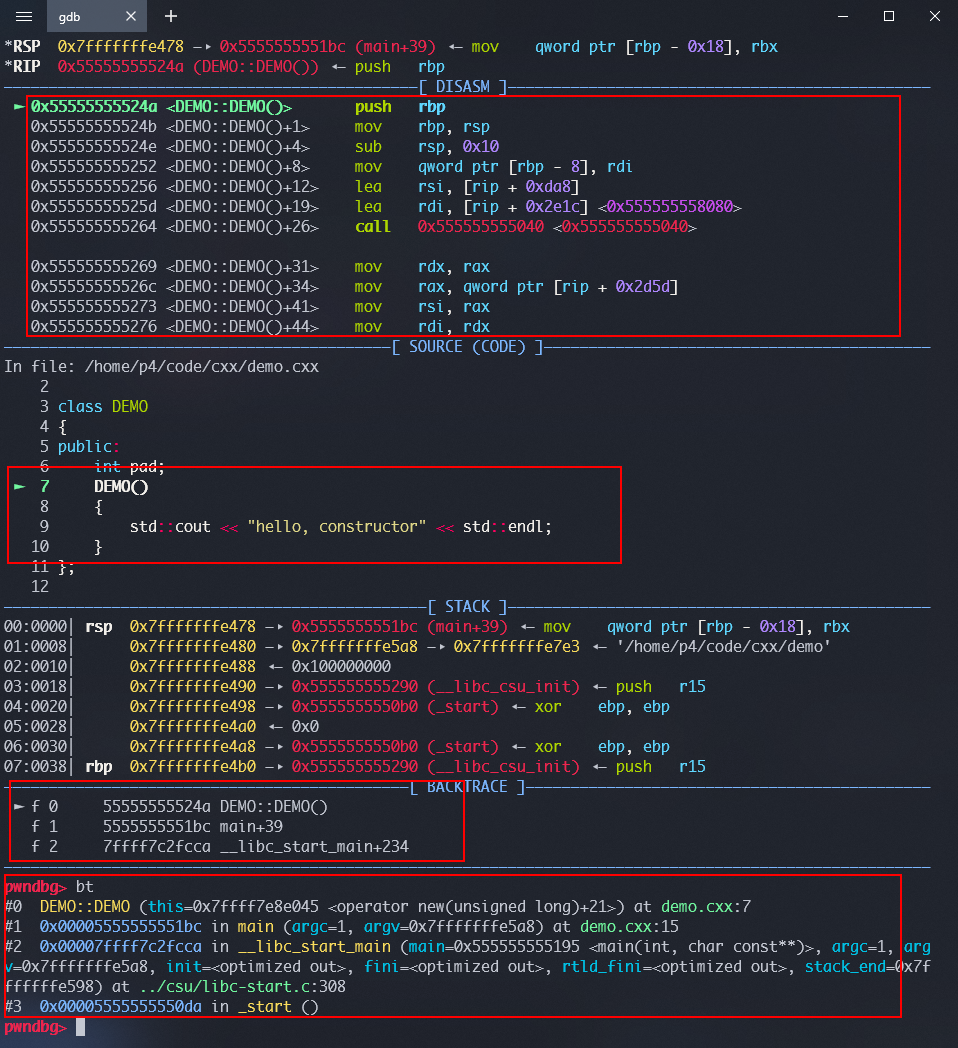 gdb
*RSP  0x7fffffffe478 —▸ 0x5555555551bc (main+39) ◂— mov    qword ptr [rbp - 0x18], rbx
*RIP  0x55555555524a (DEMO::DEMO()) ◂— push   rbp
[ DISASM ]
► 0x55555555524a <DEMO::DEMO()>       push   rbp
0x55555555524b <DEMO::DEMO()+1>     mov    rbp, rsp
0x55555555524e <DEMO::DEMO()+4>     sub    rsp, 0x10
0x555555555252 <DEMO::DEMO()+8>     mov    qword ptr [rbp - 8], rdi
0x555555555256 <DEMO::DEMO()+12>    lea    rsi, [rip + 0xda8]
0x55555555525d <DEMO::DEMO()+19>    lea    rdi, [rip + 0x2e1c] <0x555555558080>
0x555555555264 <DEMO::DEMO()+26>    call   0x555555555040 <0x555555555040>
0x555555555269 <DEMO::DEMO()+31>    mov    rdx, rax
0x55555555526c <DEMO::DEMO()+34>    mov    rax, qword ptr [rip + 0x2d5d]
0x555555555273 <DEMO::DEMO()+41>    mov    rsi, rax
0x555555555276 <DEMO::DEMO()+44>    mov    rdi, rdx
[ SOURCE (CODE) ]
In file: /home/p4/code/cxx/demo.cxx
2
3 class DEMO
4 {
5 public:
6     int pad;
► 7     DEMO()
8     {
9         std::cout << "hello, constructor" << std::endl;
10     }
11 };
12
[ STACK ]
00:0000│ rsp  0x7fffffffe478 —▸ 0x5555555551bc (main+39) ◂— mov    qword ptr [rbp - 0x18], rbx
01:0008│      0x7fffffffe480 —▸ 0x7fffffffe5a8 —▸ 0x7fffffffe7e3 ◂— '/home/p4/code/cxx/demo'
02:0010│      0x7fffffffe488 ◂— 0x100000000
03:0018│      0x7fffffffe490 —▸ 0x555555555290 (__libc_csu_init) ◂— push   r15
04:0020│      0x7fffffffe498 —▸ 0x5555555550b0 (_start) ◂— xor    ebp, ebp
05:0028│      0x7fffffffe4a0 ◂— 0x0
06:0030│      0x7fffffffe4a8 —▸ 0x5555555550b0 (_start) ◂— xor    ebp, ebp
07:0038│ rbp  0x7fffffffe4b0 —▸ 0x555555555290 (__libc_csu_init) ◂— push   r15
[ BACKTRACE ]
► f 0     55555555524a DEMO::DEMO()
f 1     5555555551bc main+39
f 2     7ffff7c2fcca __libc_start_main+234
pwndbg> bt
#0  DEMO::DEMO (this=0x7ffff7e8e045 <operator new(unsigned long)+21>) at demo.cxx:7
#1  0x00005555555551bc in main (argc=1, argv=0x7fffffffe5a8) at demo.cxx:15
#2  0x00007ffff7c2fcca in __libc_start_main (main=0x555555555195 <main(int, char const**)>, argc=1, arg
v=0x7fffffffe5a8, init=<optimized out>, fini=<optimized out>, rtld_fini=<optimized out>, stack_end=0x7f
ffffffe598) at ../csu/libc-start.c:308
#3  0x00005555555550da in _start ()
pwndbg>